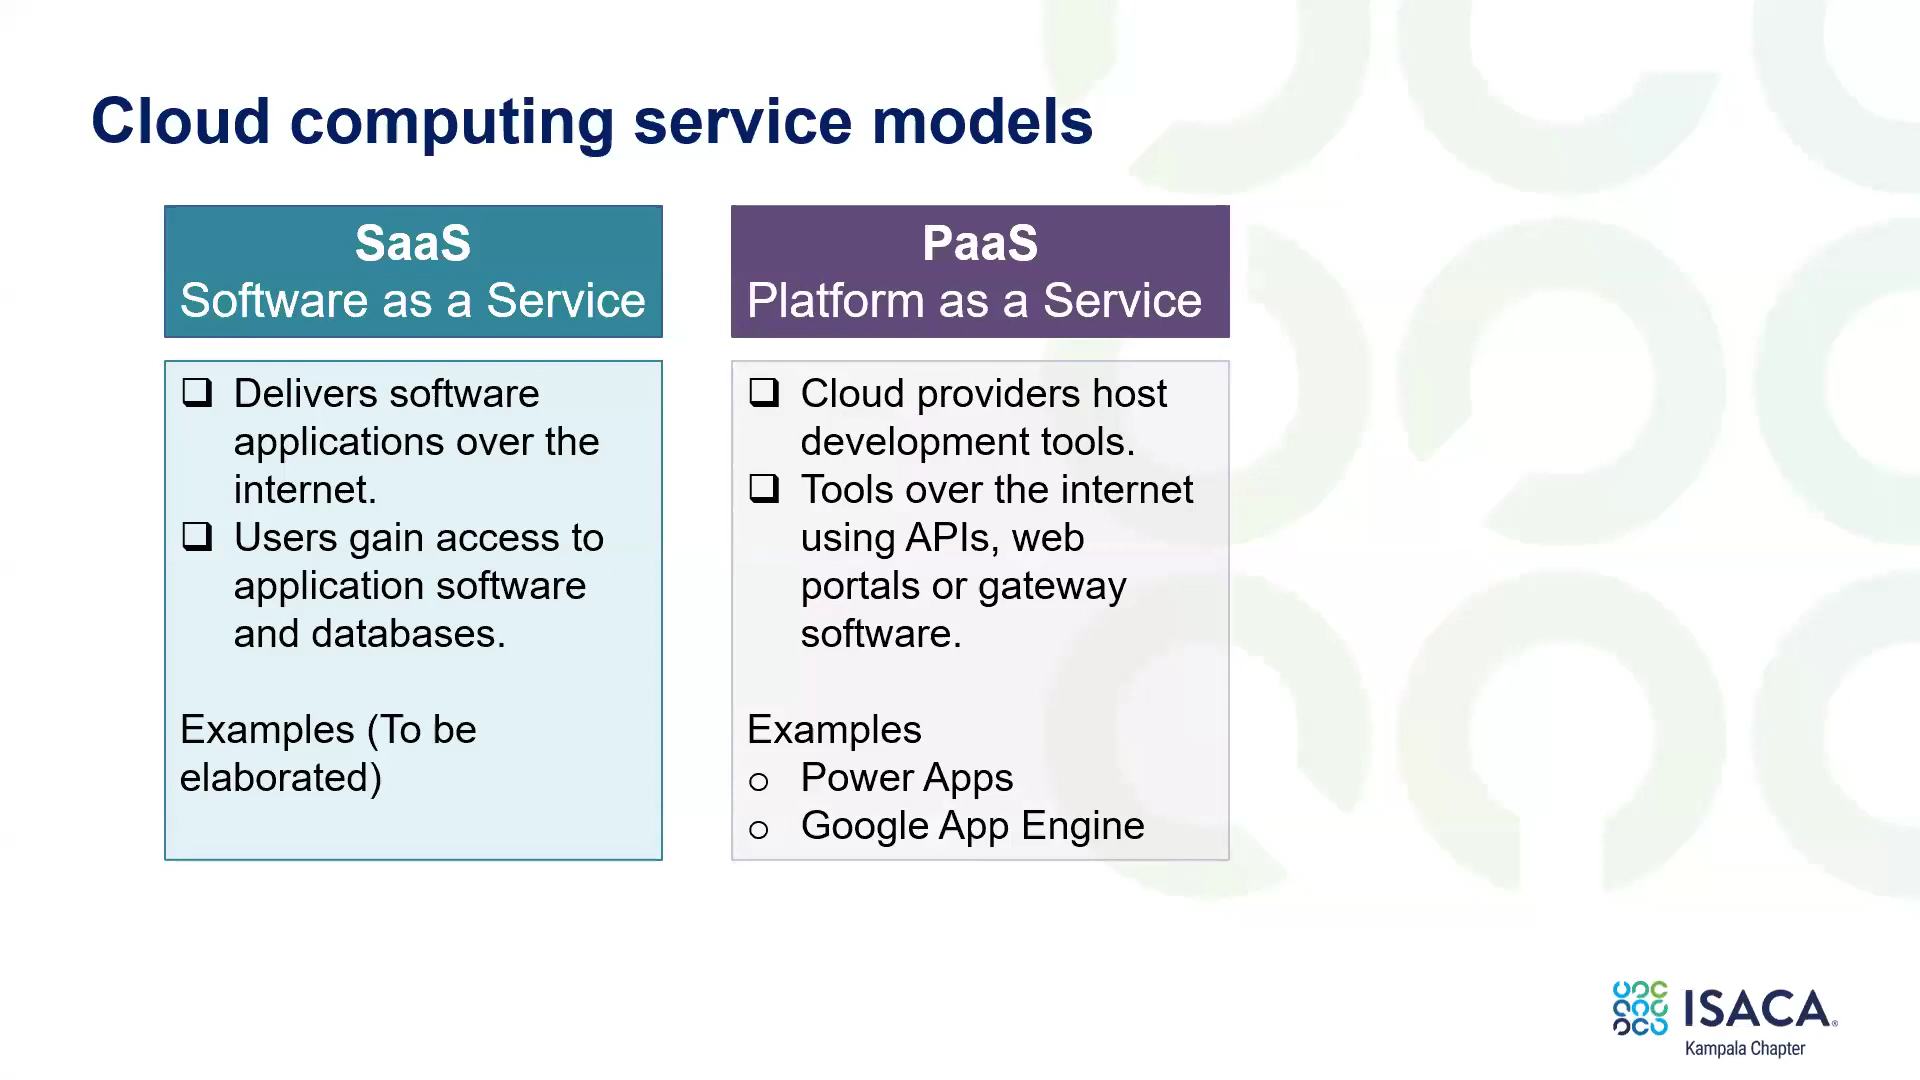 Cloud computing service models
SaaS
Software as a Service
Delivers software
applications over the
internet.
Users gain access to
application software
and databases.
Examples (To be
elaborated)
PaaS
Platform as a Service
Cloud providers host
development tools.
Tools over the internet
using APIs, web
portals or gateway
software.
Examples
Power Apps
Google App Engine
ISACA®
Kampala Chapter